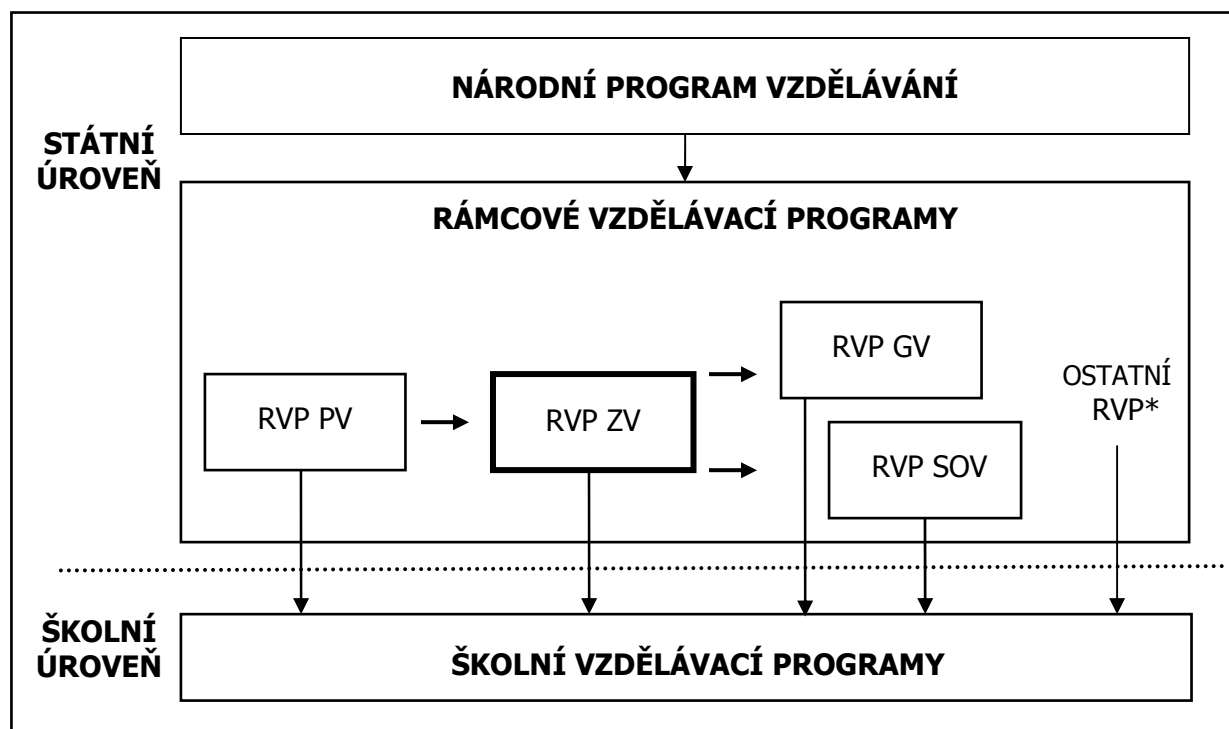 NÁRODNÍ PROGRAM VZDĚLÁVÁNÍ
STÁTNÍ
ÚROVEŇ
RÁMCOVÉ VZDĚLÁVACÍ PROGRAMY
RVP GV
OSTATNÍ
RVP*
RVP PV
RVP ZV
RVP SOV
ŠKOLNÍ
ÚROVEŇ
ŠKOLNÍ VZDĚLÁVACÍ PROGRAMY